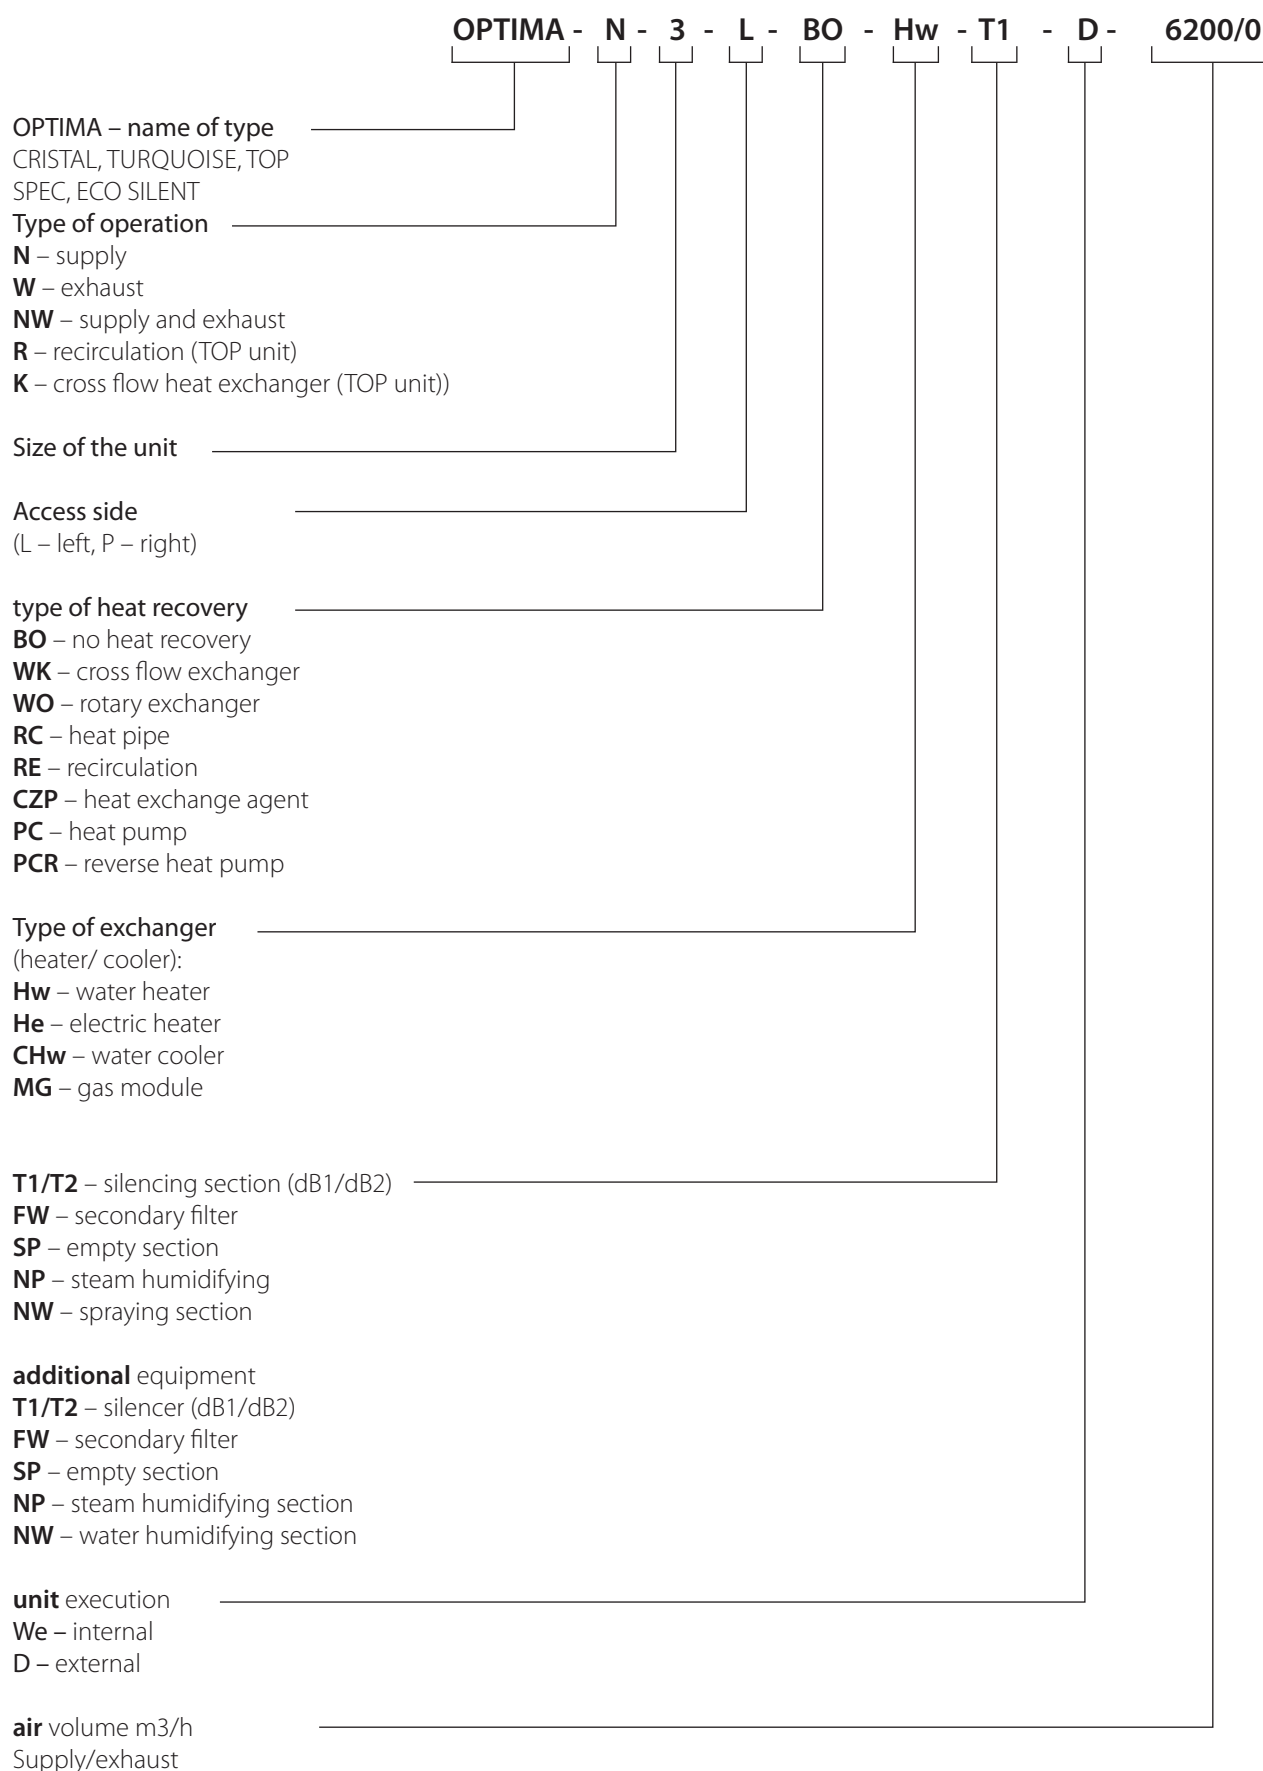 OPTIMA - N - 3 - L - BO - Hw - T1 - D - 6200/0
OPTIMA – name of type
CRISTAL, TURQUOISE, TOP
SPEC, ECO SILENT
Type of operation
N – supply
W – exhaust
NW – supply and exhaust
R – recirculation (TOP unit)
K – cross flow heat exchanger (TOP unit))
Size of the unit
Access side
(L – left, P – right)
type of heat recovery
BO – no heat recovery
WK – cross flow exchanger
WO – rotary exchanger
RC – heat pipe
RE – recirculation
CZP – heat exchange agent
PC – heat pump
PCR – reverse heat pump
Type of exchanger
(heater/ cooler):
Hw – water heater
He – electric heater
CHw – water cooler
MG – gas module
T1/T2 – silencing section (dB1/dB2)
FW – secondary filter
SP – empty section
NP – steam humidifying
NW – spraying section
additional equipment
T1/T2 – silencer (dB1/dB2)
FW – secondary filter
SP – empty section
NP – steam humidifying section
NW – water humidifying section
unit execution
We – internal
D – external
air volume m3/h
Supply/exhaust